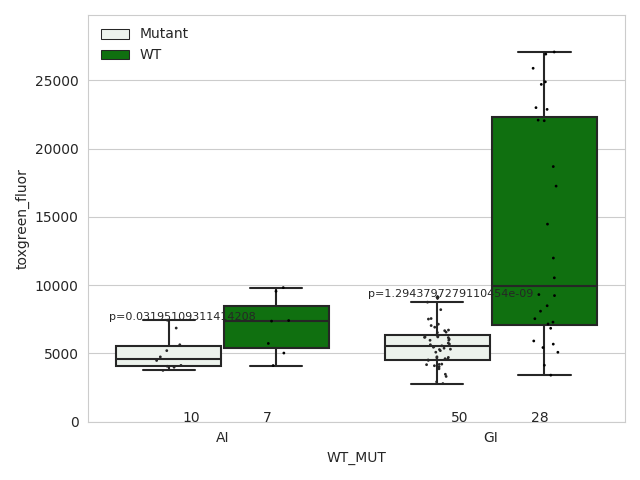 Mutant
WT
25000
20000
15000
10000
5000
0
toxgreen_fluor
p=0.03195109311414208
p=1.2943797279110454e-09
10
7
50
28
AI
GI
WT_MUT